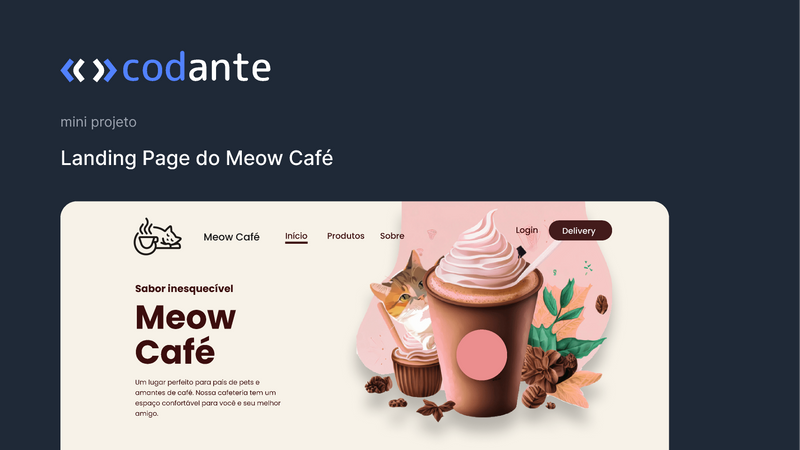 codante
mini projeto
Landing Page do Meow Café
Meow Café
Início
Produtos
Sobre
Login
Delivery
Sabor inesquecível
Meow
Café
Um lugar perfeito para pais de pets e
amantes de café. Nossa cafeteria tem um
espaço confortável para você e seu melhor
amigo.